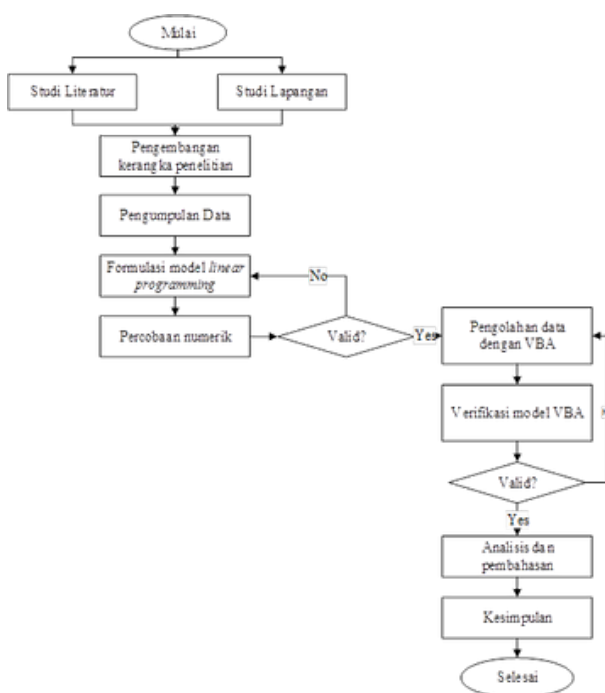 Mulai
Studi Literatur
Studi Lapangan
Pengembangan
kerangka penelitian
Pengumpulan Data
Formulasi model linear
programming
No
Percobaan numerik
Valid?
Yes
Pengolahan data
dengan VBA
Verifikasi model VBA
Valid?
Yes
Analisis dan
pembahasan
Kesimpulan
Selesai